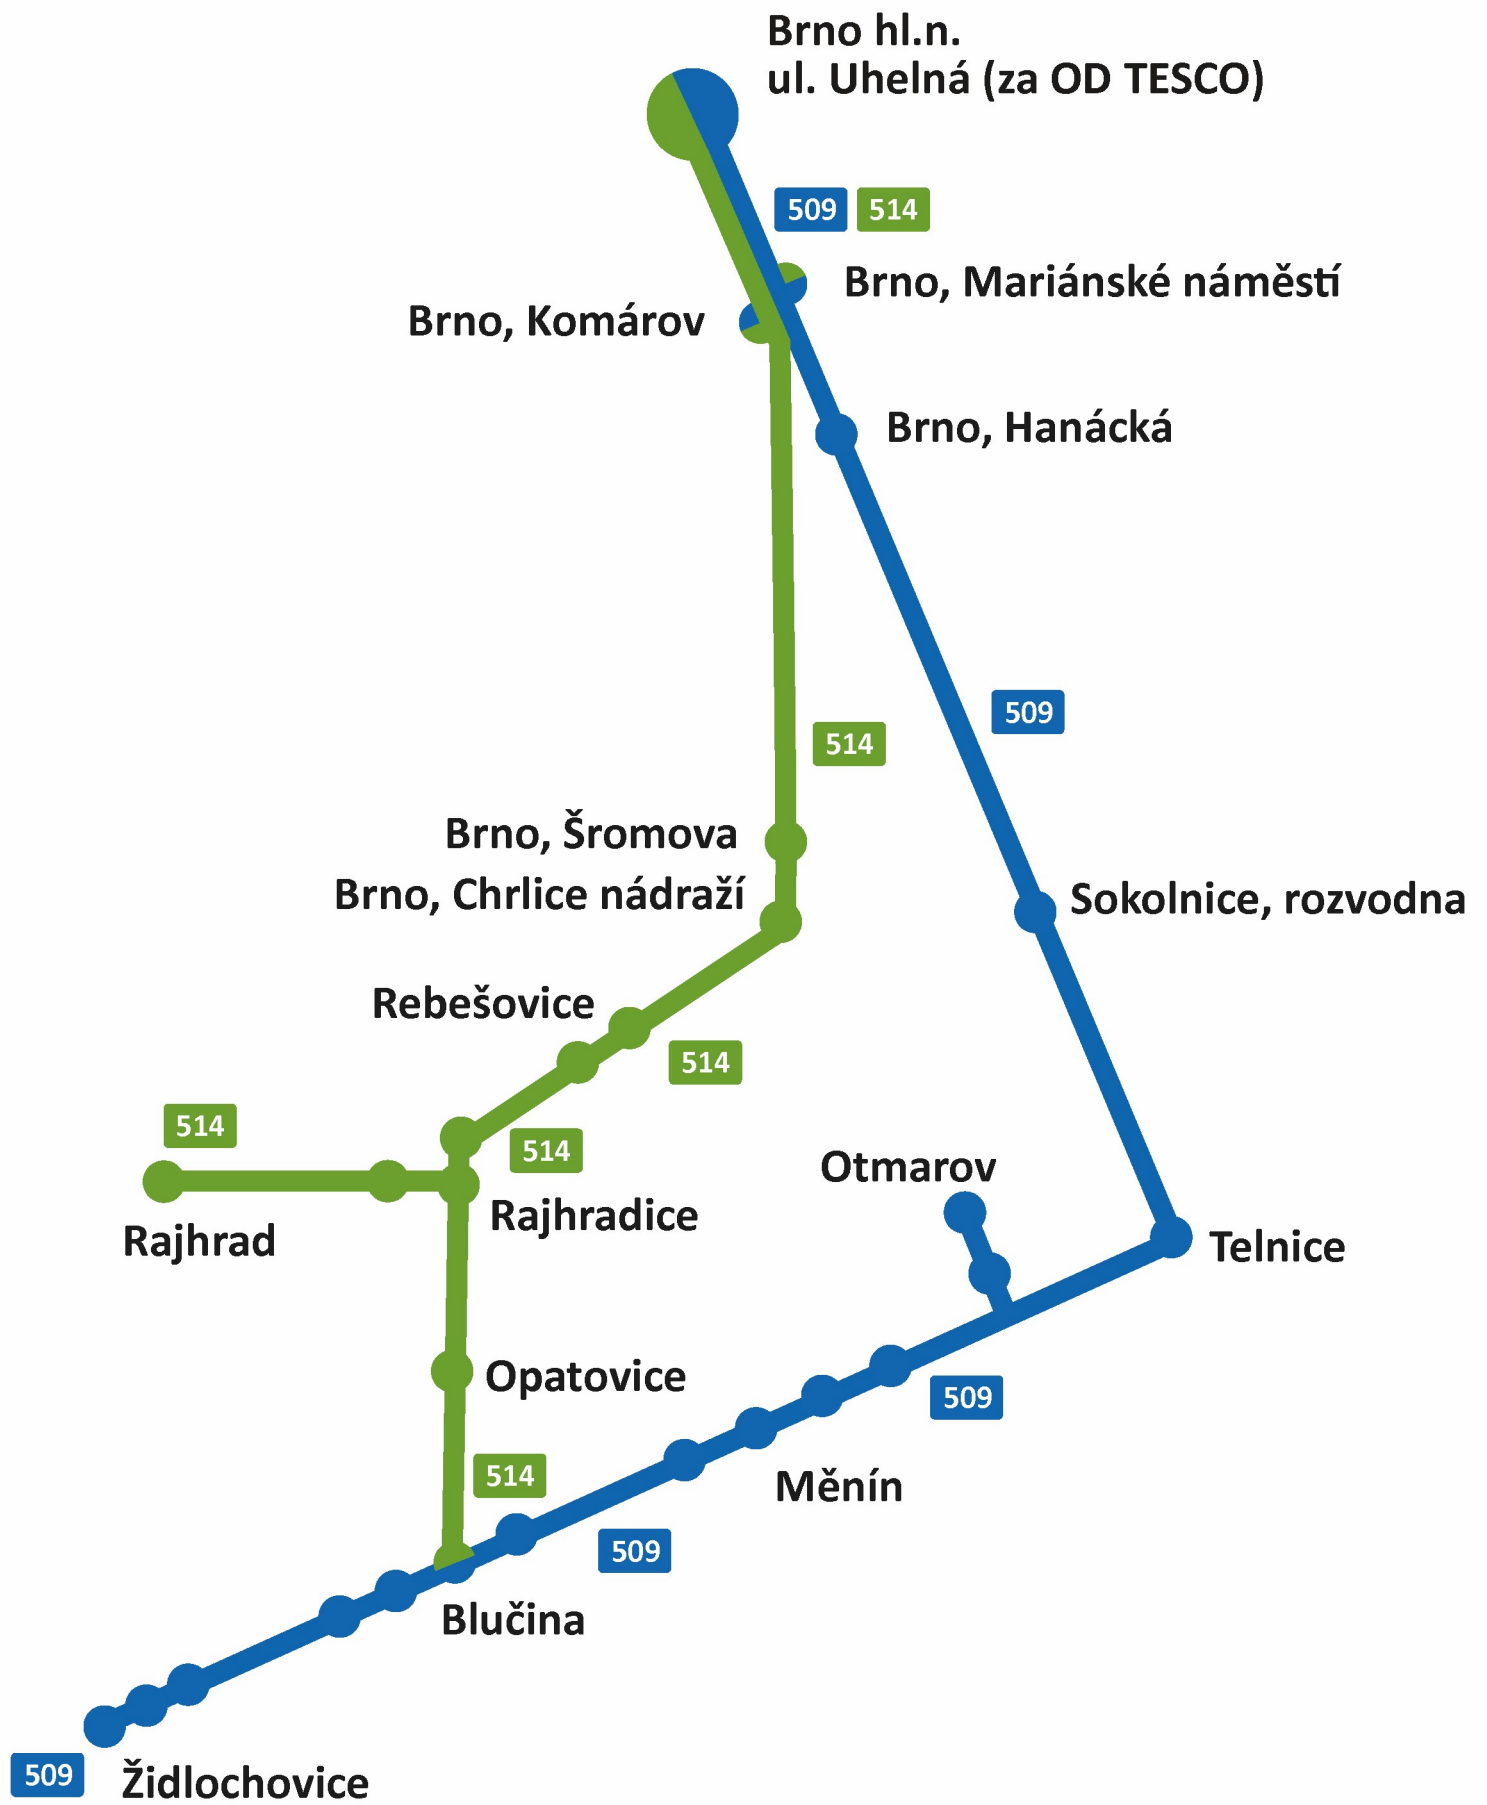 Brno hl.n.
ul. Uhelná (za OD TESCO)
509 514
Brno, Mariánské náměstí
Brno, Komárov
Brno, Hanácká
509
514
Brno, Šromova
Brno, Chrlice nádraží
Sokolnice, rozvodna
Rebešovice
514
514
514
Otmarov
Rajhradice
Rajhrad
Telnice
Opatovice
509
514
Měnín
509
Blučina
509
Židlochovice